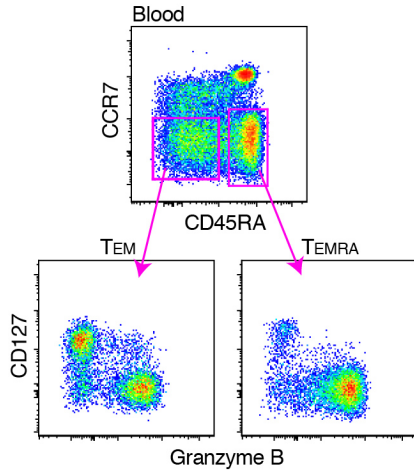 Blood
CCR7
CD45RA
TEM
TEMRA
CD127
Granzyme B